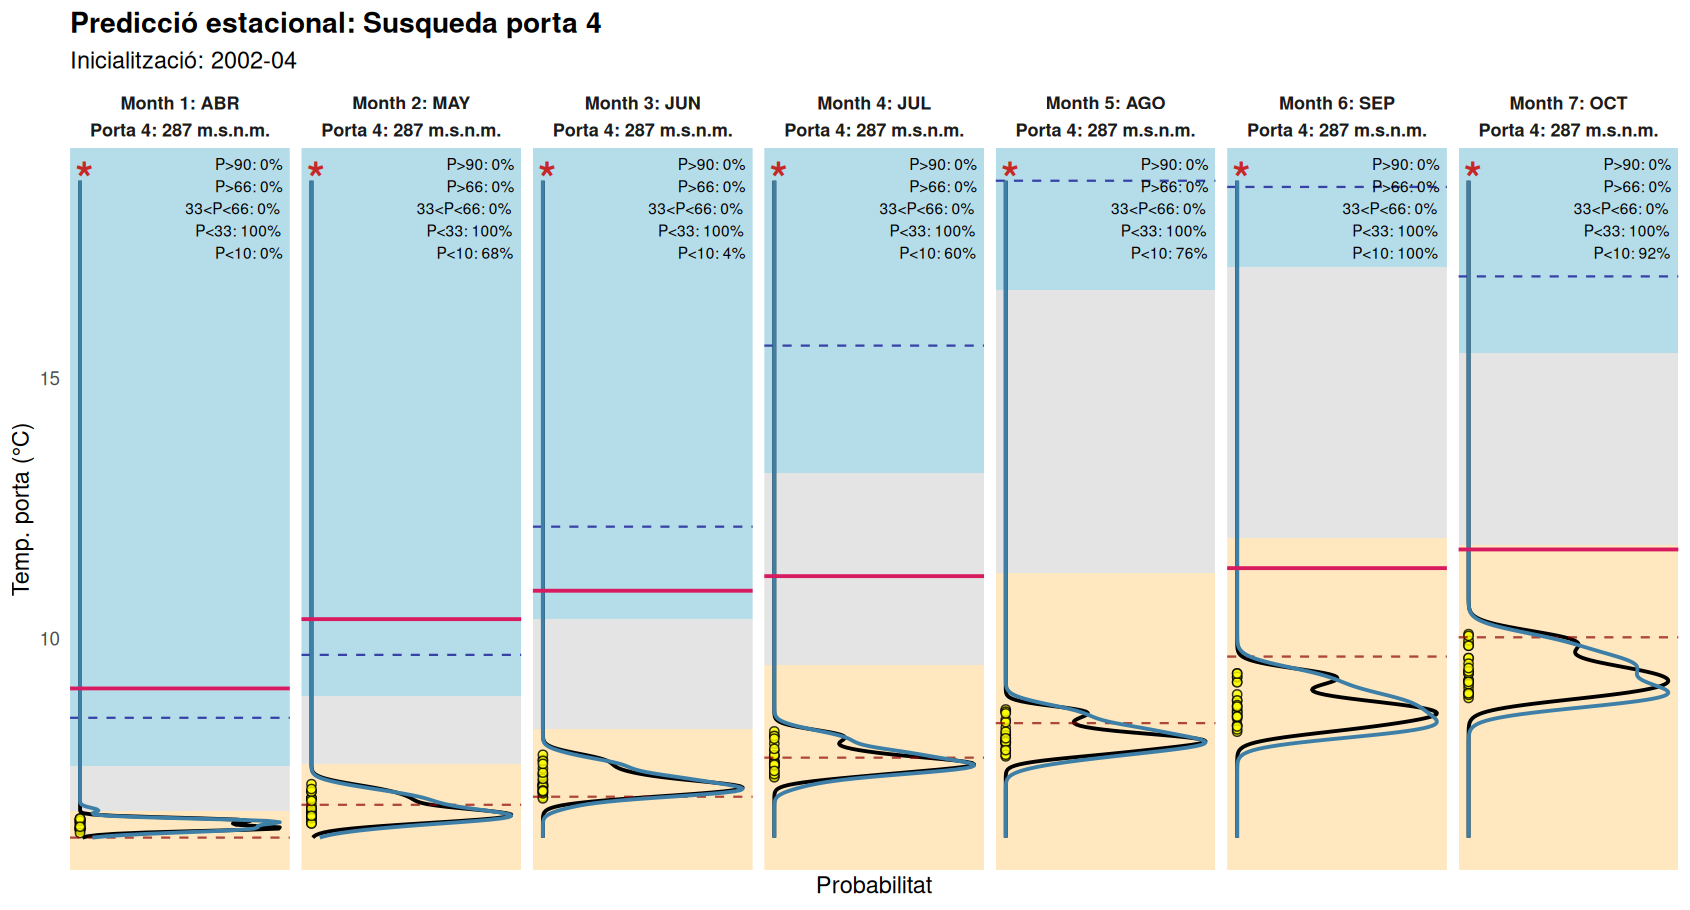 Predicció estacional: Susqueda porta 4
Inicialització: 2002-04
Month 1: ABR
Porta 4: 287 m.s.n.m.
Month 2: MAY
Porta 4: 287 m.s.n.m.
Month 3: JUN
Porta 4: 287 m.s.n.m.
Month 4: JUL
Porta 4: 287 m.s.n.m.
Month 5: AGO
Porta 4: 287 m.s.n.m.
Month 6: SEP
Porta 4: 287 m.s.n.m.
Month 7: OCT
Porta 4: 287 m.s.n.m.
*
P>90: 0%
P>66: 0%
33<P<66: 0%
P<33: 100%
P<10: 0%
*
P>90: 0%
P>66: 0%
33<P<66: 0%
P<33: 100%
P<10: 68%
*
P>90: 0%
P>66: 0%
33<P<66: 0%
P<33: 100%
P<10: 4%
*
P>90: 0%
P>66: 0%
33<P<66: 0%
P<33: 100%
P<10: 60%
*
P>90: 0%
P>66: 0%
33<P<66: 0%
P<33: 100%
P<10: 76%
*
P>90: 0%
P>66: 0%
33<P<66: 0%
P<33: 100%
P<10: 100%
*
P>90: 0%
P>66: 0%
33<P<66: 0%
P<33: 100%
P<10: 92%
15
10
Temp. porta (°C)
Probabilitat